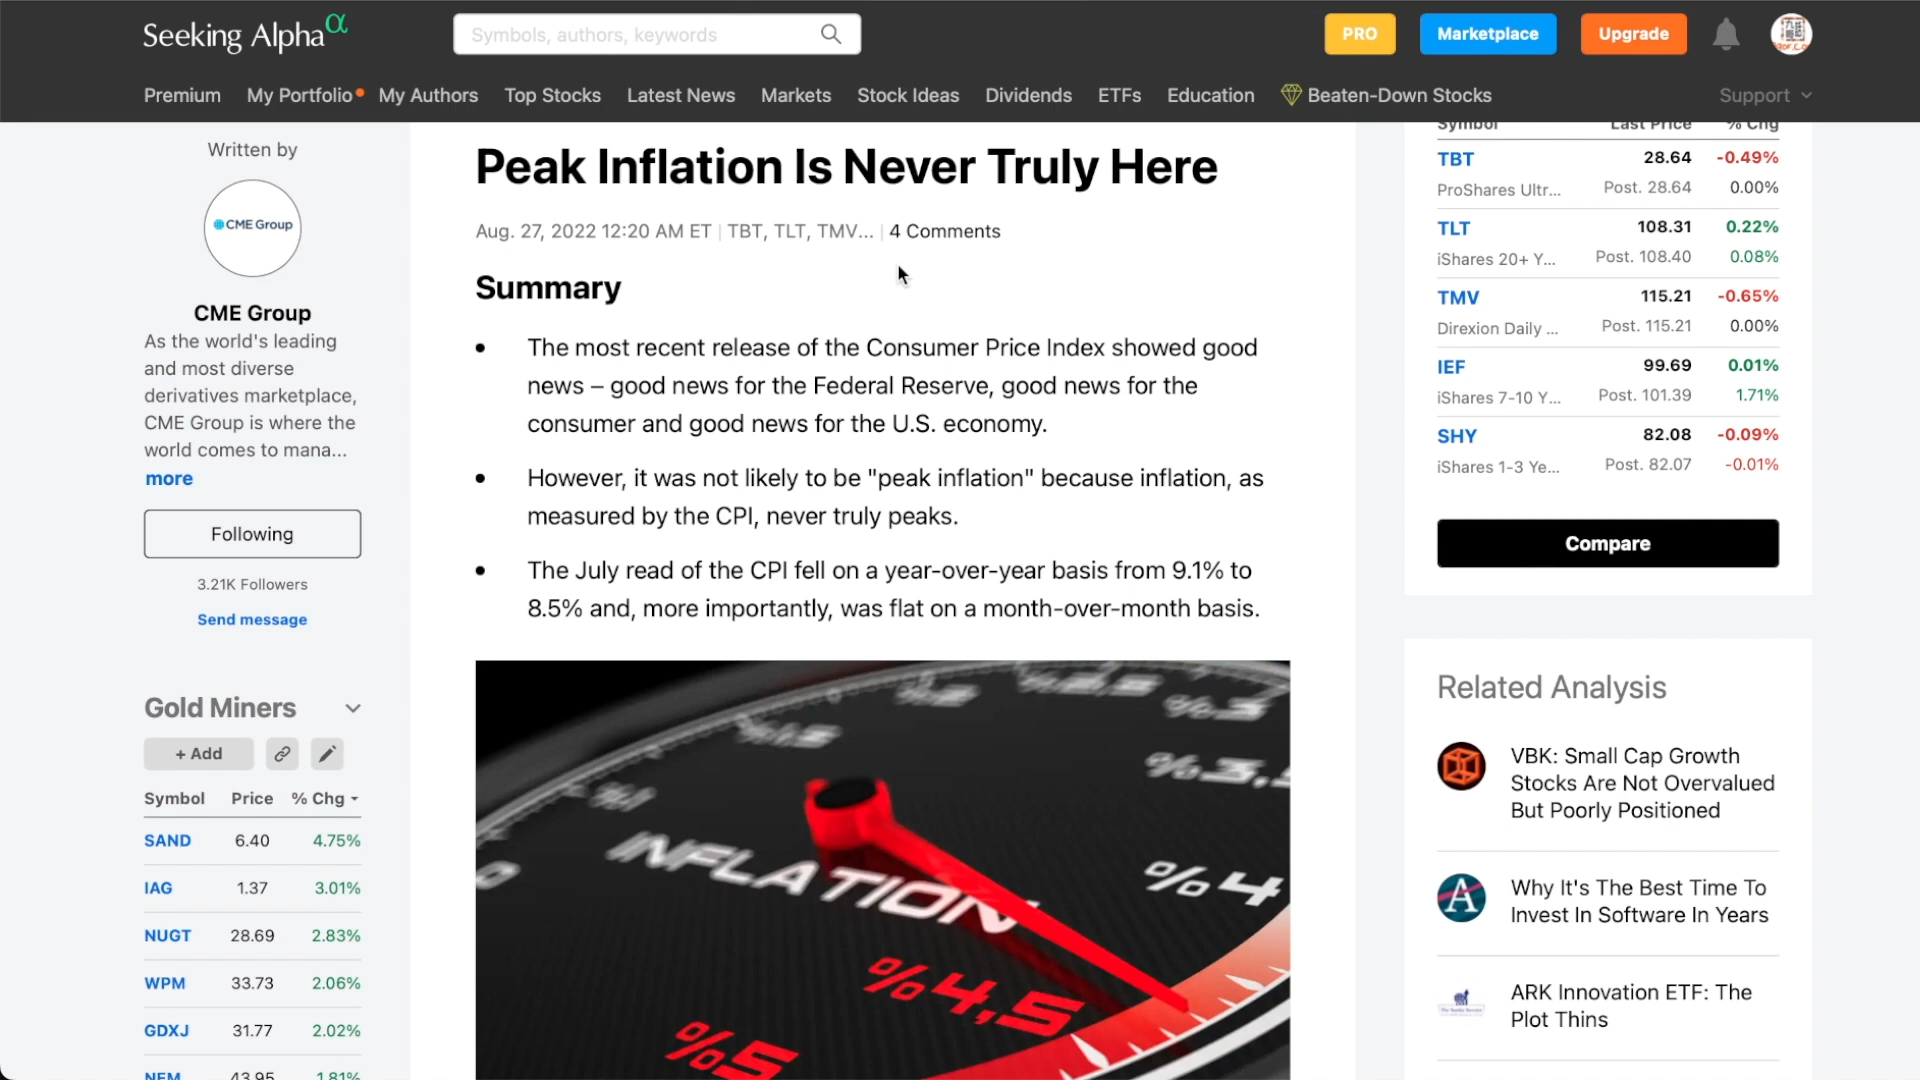 Seeking Alpha α
Symbols, authors, keywords
PRO
Marketplace
Upgrade
Premium My Portfolio My Authors Top Stocks Latest News Markets Stock Ideas Dividends ETFs Education Beaten-Down Stocks Support
Written by
CME Group
CME Group
As the world's leading
and most diverse
derivatives marketplace,
CME Group is where the
world comes to mana...
more
Following
3.21K Followers
Send message
Gold Miners
+ Add
Symbol Price % Chg
SAND 6.40 4.75%
IAG 1.37 3.01%
NUGT 28.69 2.83%
WPM 33.73 2.06%
GDXJ 31.77 2.02%
NEM 43.95 1.81%
Peak Inflation Is Never Truly Here
Aug. 27, 2022 12:20 AM ET | TBT, TLT, TMV... | 4 Comments
Summary
• The most recent release of the Consumer Price Index showed good
news – good news for the Federal Reserve, good news for the
consumer and good news for the U.S. economy.
• However, it was not likely to be "peak inflation" because inflation, as
measured by the CPI, never truly peaks.
• The July read of the CPI fell on a year-over-year basis from 9.1% to
8.5% and, more importantly, was flat on a month-over-month basis.
0
%1
%3
%4
INFLATION
%4,5
%5
Symbol Last Price % Chg
TBT 28.64 -0.49%
ProShares Ultr... Post. 28.64 0.00%
TLT 108.31 0.22%
iShares 20+ Y... Post. 108.40 0.08%
TMV 115.21 -0.65%
Direxion Daily ... Post. 115.21 0.00%
IEF 99.69 0.01%
iShares 7-10 Y... Post. 101.39 1.71%
SHY 82.08 -0.09%
iShares 1-3 Ye... Post. 82.07 -0.01%
Compare
Related Analysis
VBK: Small Cap Growth
Stocks Are Not Overvalued
But Poorly Positioned
A
Why It's The Best Time To
Invest In Software In Years
ARK Innovation ETF: The
Plot Thins